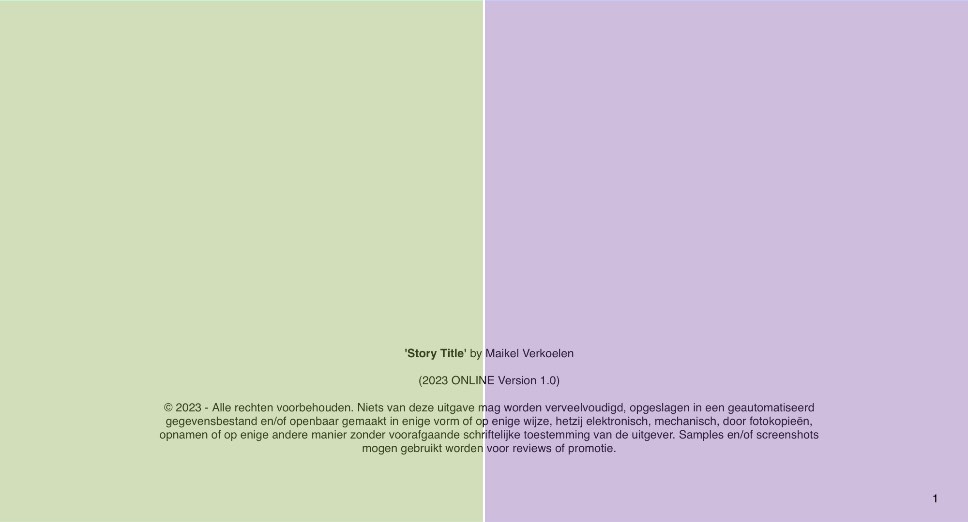 'Story Title' by Maikel Verkoelen
(2023 ONLINE Version 1.0)
© 2023 - Alle rechten voorbehouden. Niets van deze uitgave mag worden verveelvoudigd, opgeslagen in een geautomatiseerd
gegevensbestand en/of openbaar gemaakt in enige vorm of op enige wijze, hetzij elektronisch, mechanisch, door fotokopieën,
opnamen of op enige andere manier zonder voorafgaande schriftelijke toestemming van de uitgever. Samples en/of screenshots
mogen gebruikt worden voor reviews of promotie.
1